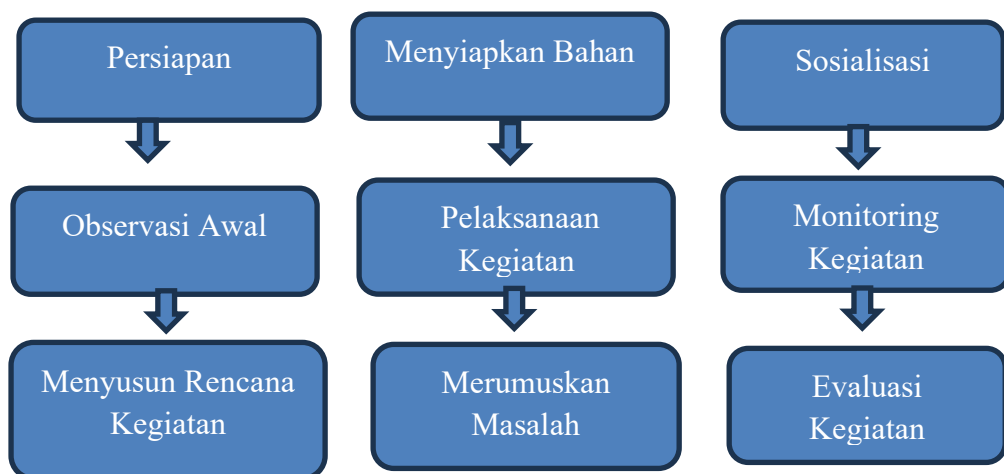 Persiapan
Observasi Awal
Menyusun Rencana
Kegiatan
Menyiapkan Bahan
Pelaksanaan
Kegiatan
Merumuskan
Masalah
Sosialisasi
Monitoring
Kegiatan
Evaluasi
Kegiatan